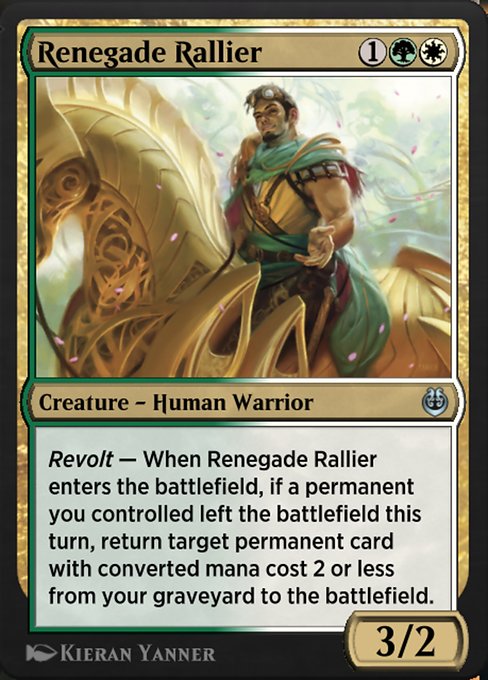 Renegade Rallier 1
Creature – Human Warrior
Revolt — When Renegade Rallier
enters the battlefield, if a permanent
you controlled left the battlefield this
turn, return target permanent card
with converted mana cost 2 or less
from your graveyard to the battlefield.
3/2
Kieran Yanner